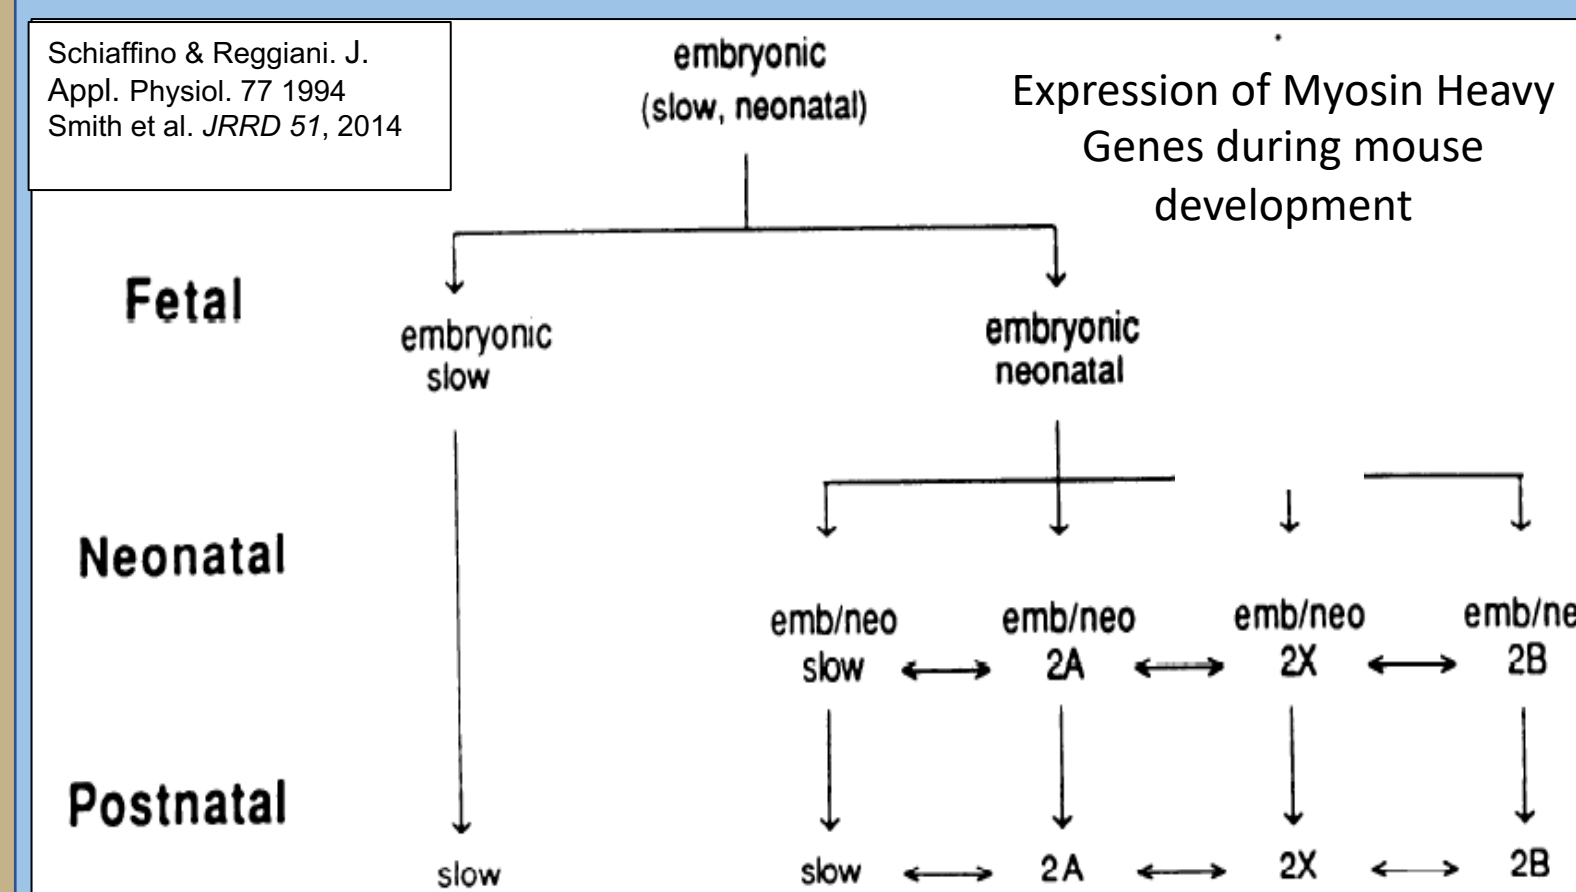 Schiaffino & Reggiani. J.
Appl. Physiol. 77 1994
Smith et al. JRRD 51, 2014
embryonic
(slow, neonatal)
Expression of Myosin Heavy
Genes during mouse
development
Fetal
embryonic
slow
embryonic
neonatal
Neonatal
emb/neo
slow
emb/neo
2A
emb/neo
2X
emb/ne
2B
Postnatal
slow
slow
2A
2X
2B